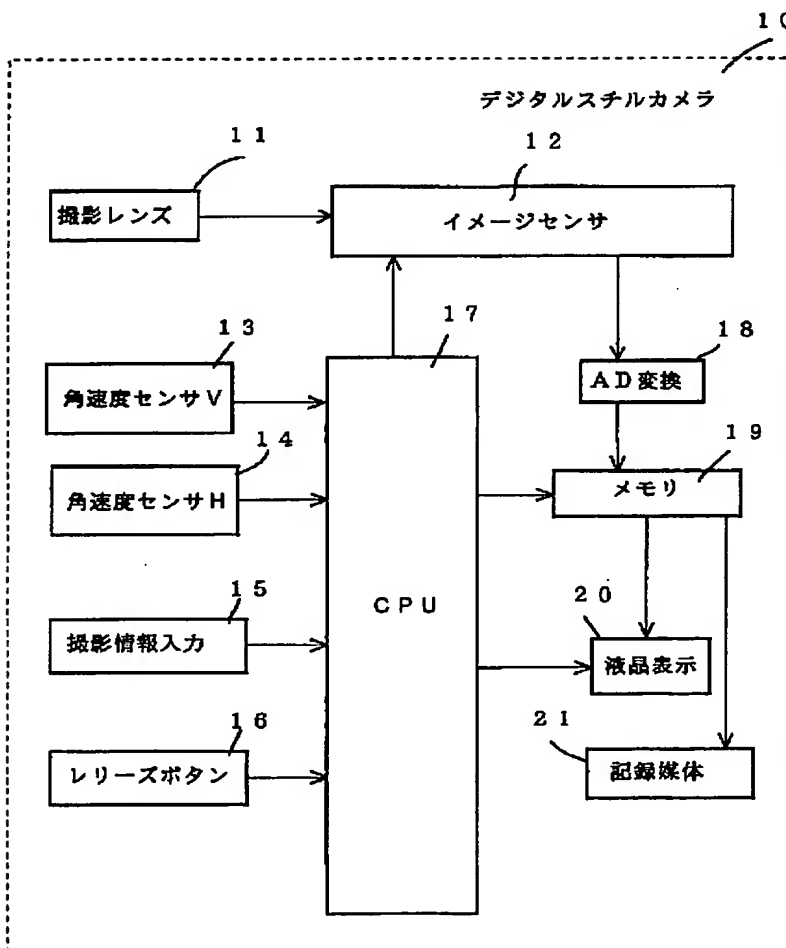 10
デジタルスチルカメラ
11
12
撮影レンズ
イメージセンサ
13
17
18
角速度センサV
AD変換
14
19
角速度センサH
メモリ
15
CPU
20
撮影情報入力
液晶表示
16
21
レリーズボタン
記録媒体